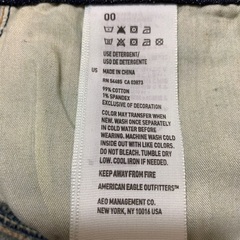 00
USE DETERGENT/
USO DE DETERGENTE
US MADE IN CHINA
RN 54485 CA 03873
99% COTTON
1% SPANDEX
EXCLUSIVE OF DECORATION
COLOR MAY TRANSFER WHEN
NEW. WASH ONCE SEPARATELY
IN COLD WATER BEFORE
WEARING. MACHINE WASH COLD
INSIDE OUT WITH LIKE COLORS.
DO NOT BLEACH. TUMBLE DRY
LOW. COOL IRON IF NEEDED.
KEEP AWAY FROM FIRE
AMERICAN EAGLE OUTFITTERS™
AEO MANAGEMENT CO.
NEW YORK, NY 10016 USA